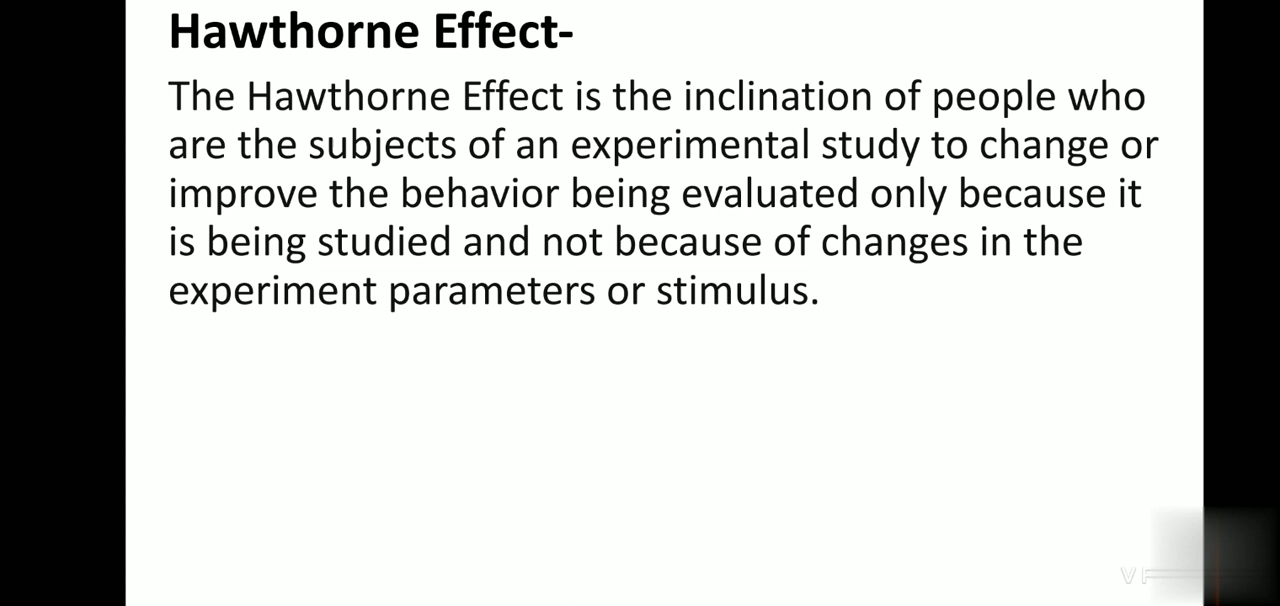 Hawthorne Effect-
The Hawthorne Effect is the inclination of people who
are the subjects of an experimental study to change or
improve the behavior being evaluated only because it
is being studied and not because of changes in the
experiment parameters or stimulus.